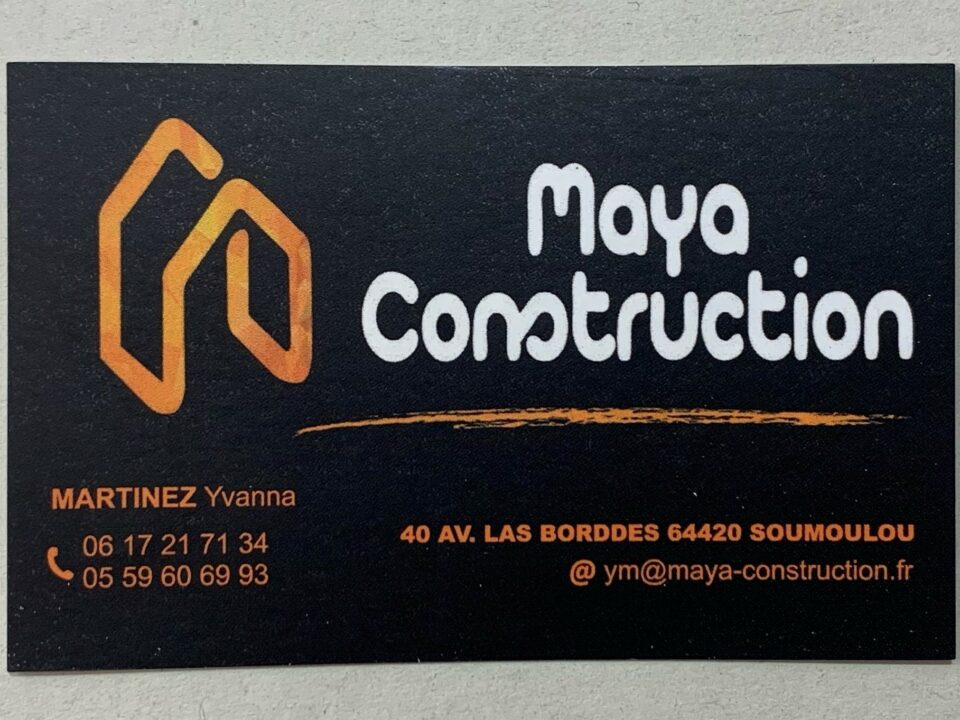 Maya
Construction
MARTINEZ Yvanna
06 17 21 71 34
05 59 60 69 93
40 AV. LAS BORDDES 64420 SOUMOULOU
@ ym@maya-construction.fr